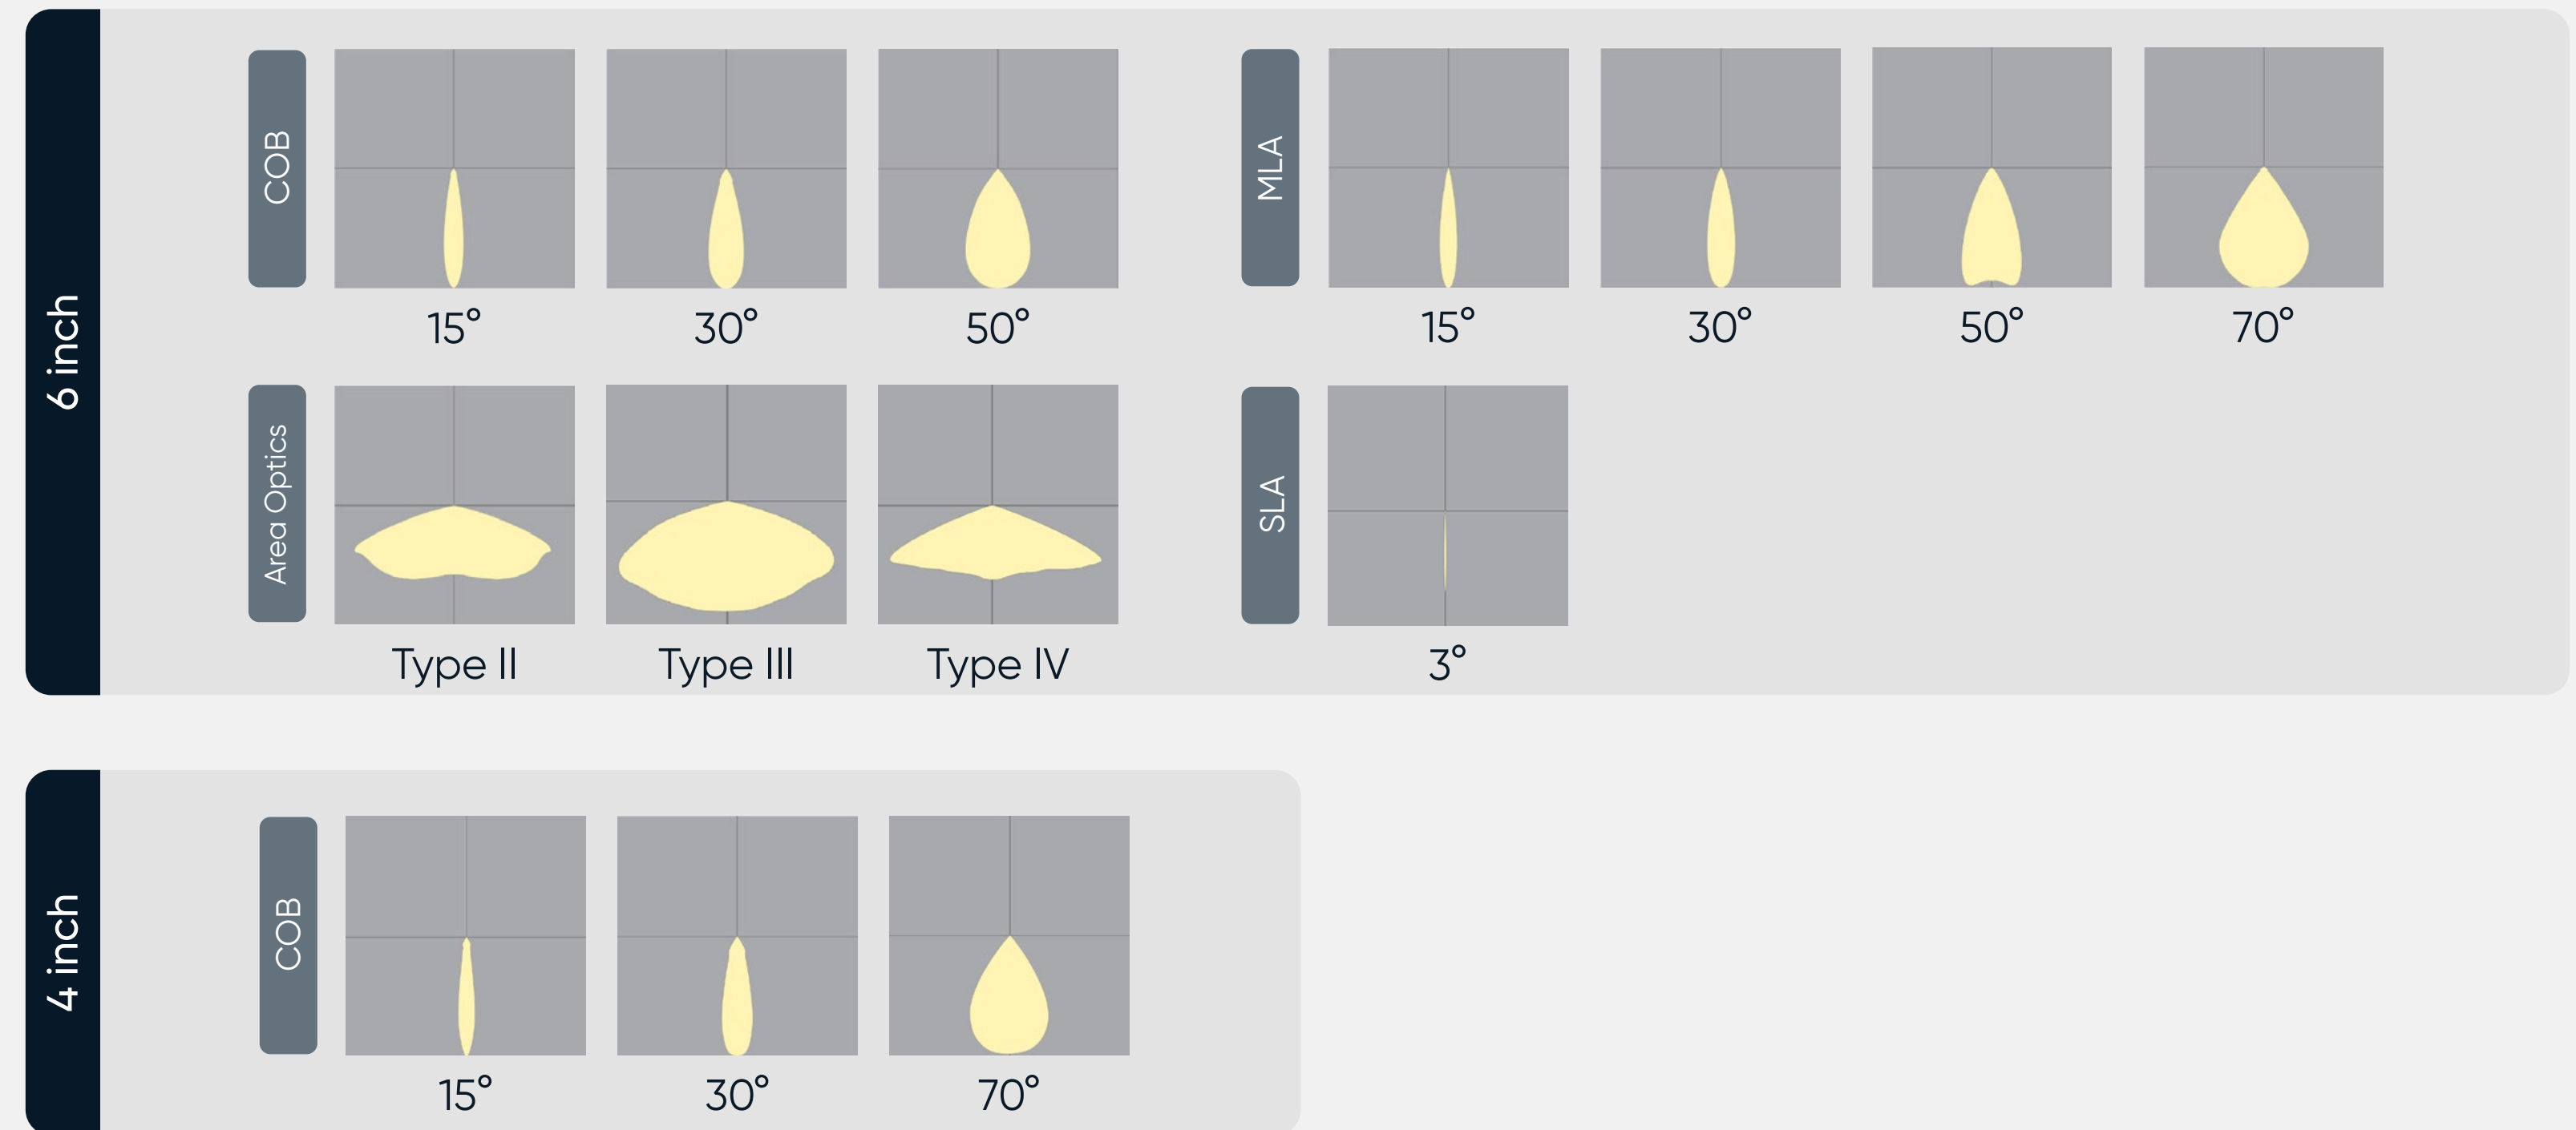 6 inch
COB
15°
30°
50°
MLA
15°
30°
50°
70°
Area Optics
Type II
Type III
Type IV
SLA
3°
4 inch
COB
15°
30°
70°